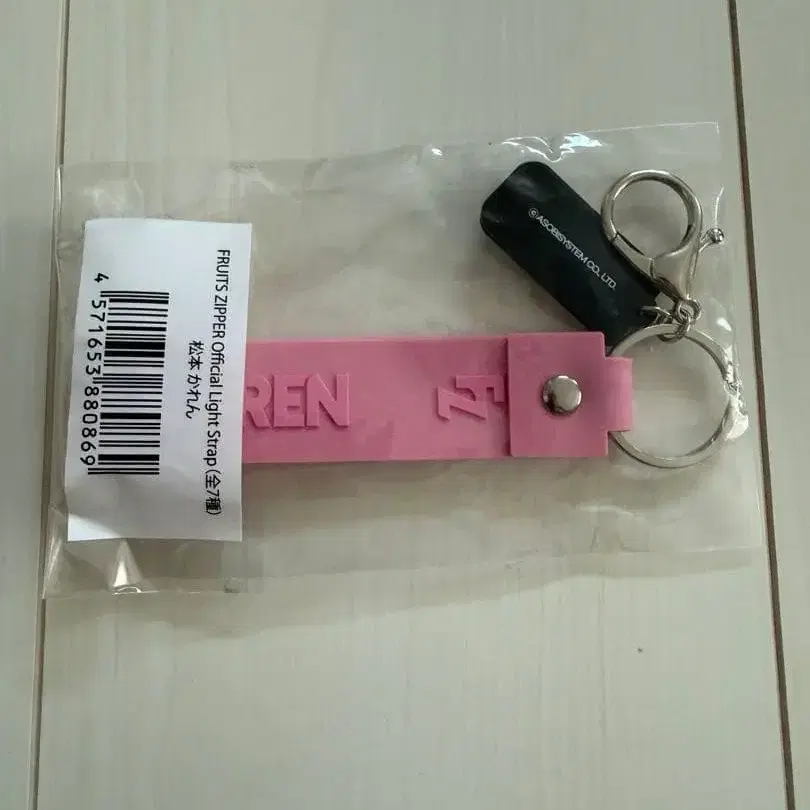 FRUITS ZIPPER Official Light Strap (全7種)
松本 かれん
4 571653 880869
REN
FZ
©ASOBISYSTEM CO., LTD.